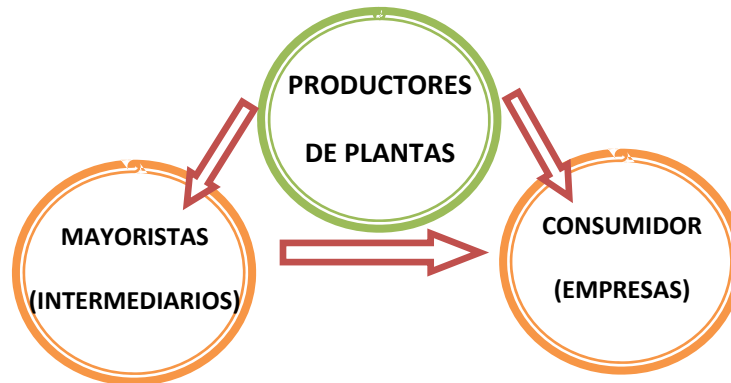 PRODUCTORES
DE PLANTAS
MAYORISTAS
(INTERMEDIARIOS)
CONSUMIDOR
(EMPRESAS)